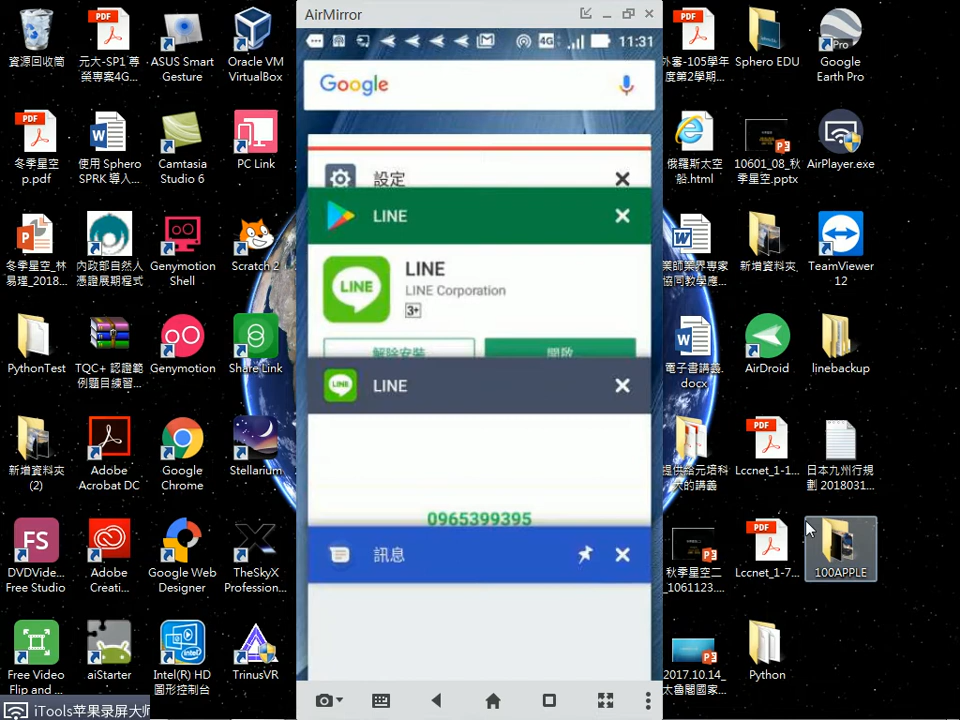 資源回收筒
元大-SP1 尊
榮專案4G...
ASUS Smart
Gesture
Oracle VM
VirtualBox
冬季星空
p.pdf
使用 Sphero
SPRK 導入...
Camtasia
Studio 6
PC Link
冬季星空_林
易瑾_2018...
內政部自然人
憑證展期程式
Genymotion
Shell
Scratch 2
PythonTest
TQC+ 認證範
例題目練習...
Genymotion
Share Link
新增資料夾
(2)
Adobe
Acrobat DC
Google
Chrome
Stellarium
DVDVide...
Free Studio
Adobe
Creati...
Google Web
Designer
TheSkyX
Profession...
Free Video
Flip and ...
aiStarter
Intel(R) HD
圖形控制台
TrinusVR
iTools苹果录屏大师
AirMirror
4G
11:31
Google
設定
LINE
LINE
LINE
LINE Corporation
3+
解除安裝
開啟
LINE
LINE
0965399395
訊息
外套-105學年
度第2學期...
Sphero EDU
Google
Earth Pro
俄羅斯太空
船.html
10601_08_秋
季星空.pptx
AirPlayer.exe
業師業界專家
協同教學應...
新增資料夾
TeamViewer
12
電子書講義.
docx
AirDroid
linebackup
提供給元培科
大的講義
Lccnet_1-1...
日本九州行規
劃 2018031...
秋季星空二
_1061123....
Lccnet_1-7...
100APPLE
2017.10.14_
太魯閣國家...
Python